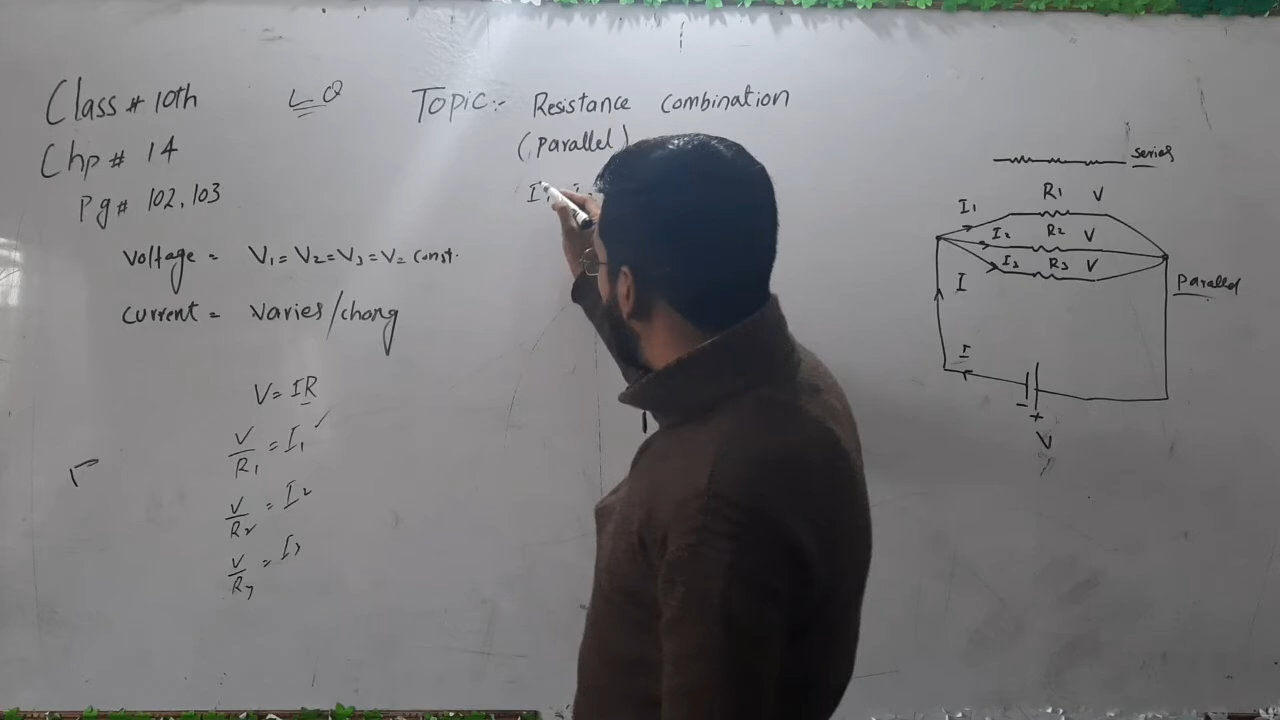 Class # 10th
LQ
Topic:- Resistance combination
(parallel)
Chp # 14
Pg # 102, 103
voltage = V₁ = V₂ = V₃ = V = const.
current = varies/chang
V = IR
V/R₁ = I₁ ✓
V/R₂ = I₂
V/R₃ = I₃
series
R1 V
I₁
R2 V
I₂
R3 V
I₃
I
parallel
I
- +
V